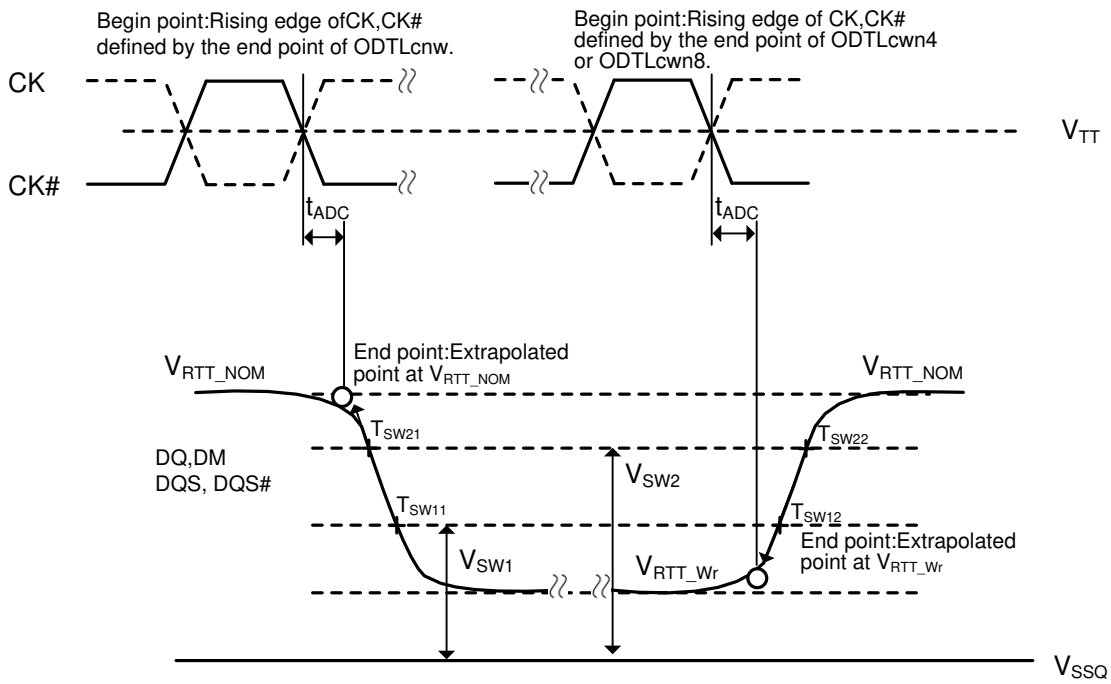 Begin point:Rising edge ofCK,CK#
defined by the end point of ODTLcnw.
Begin point:Rising edge of CK,CK#
defined by the end point of ODTLcwn4
or ODTLcwn8.
CK
VTT
CK#
tADC
tADC
End point:Extrapolated
point at VRTT_NOM
VRTT_NOM
VRTT_NOM
TSW21
TSW22
DQ,DM
DQS, DQS#
VSW2
TSW11
TSW12
VSW1
VRTT_Wr
End point:Extrapolated
point at VRTT_Wr
VSSQ